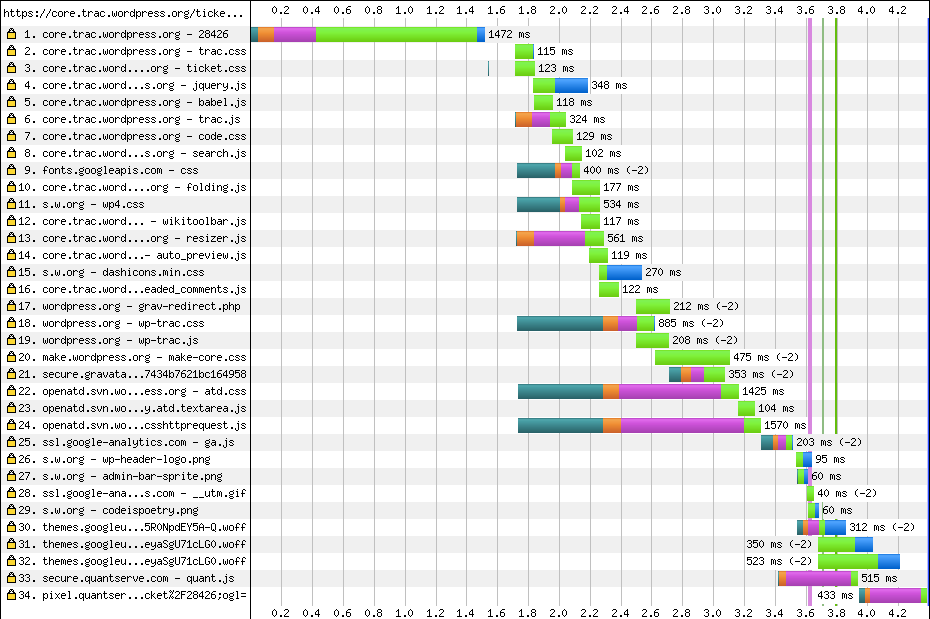 https://core.trac.wordpress.org/ticke...
0.2 0.4 0.6 0.8 1.0 1.2 1.4 1.6 1.8 2.0 2.2 2.4 2.6 2.8 3.0 3.2 3.4 3.6 3.8 4.0 4.2
1. core.trac.wordpress.org - 28426 1472 ms
2. core.trac.wordpress.org - trac.css 115 ms
3. core.trac.word....org - ticket.css 123 ms
4. core.trac.word...s.org - jquery.js 348 ms
5. core.trac.wordpress.org - babel.js 118 ms
6. core.trac.wordpress.org - trac.js 324 ms
7. core.trac.wordpress.org - code.css 129 ms
8. core.trac.word...s.org - search.js 102 ms
9. fonts.googleapis.com - css 400 ms (-2)
10. core.trac.word....org - folding.js 177 ms
11. s.w.org - wp4.css 534 ms
12. core.trac.word... - wikitoolbar.js 117 ms
13. core.trac.word....org - resizer.js 561 ms
14. core.trac.word...- auto_preview.js 119 ms
15. s.w.org - dashicons.min.css 270 ms
16. core.trac.word...eaded_comments.js 122 ms
17. wordpress.org - grav-redirect.php 212 ms (-2)
18. wordpress.org - wp-trac.css 885 ms (-2)
19. wordpress.org - wp-trac.js 208 ms (-2)
20. make.wordpress.org - make-core.css 475 ms (-2)
21. secure.gravata...7434b7621bc164958 353 ms (-2)
22. openatd.svn.wo...ess.org - atd.css 1425 ms
23. openatd.svn.wo...y.atd.textarea.js 104 ms
24. openatd.svn.wo...csshttprequest.js 1570 ms
25. ssl.google-analytics.com - ga.js 203 ms (-2)
26. s.w.org - wp-header-logo.png 95 ms
27. s.w.org - admin-bar-sprite.png 60 ms
28. ssl.google-ana...s.com - __utm.gif 40 ms (-2)
29. s.w.org - codeispoetry.png 60 ms
30. themes.googleu...5R0NpdEY5A-Q.woff 312 ms (-2)
31. themes.googleu...eyaSgU71cLG0.woff 350 ms (-2)
32. themes.googleu...eyaSgU71cLG0.woff 523 ms (-2)
33. secure.quantserve.com - quant.js 515 ms
34. pixel.quantser...cket%2F28426;ogl= 433 ms
0.2 0.4 0.6 0.8 1.0 1.2 1.4 1.6 1.8 2.0 2.2 2.4 2.6 2.8 3.0 3.2 3.4 3.6 3.8 4.0 4.2